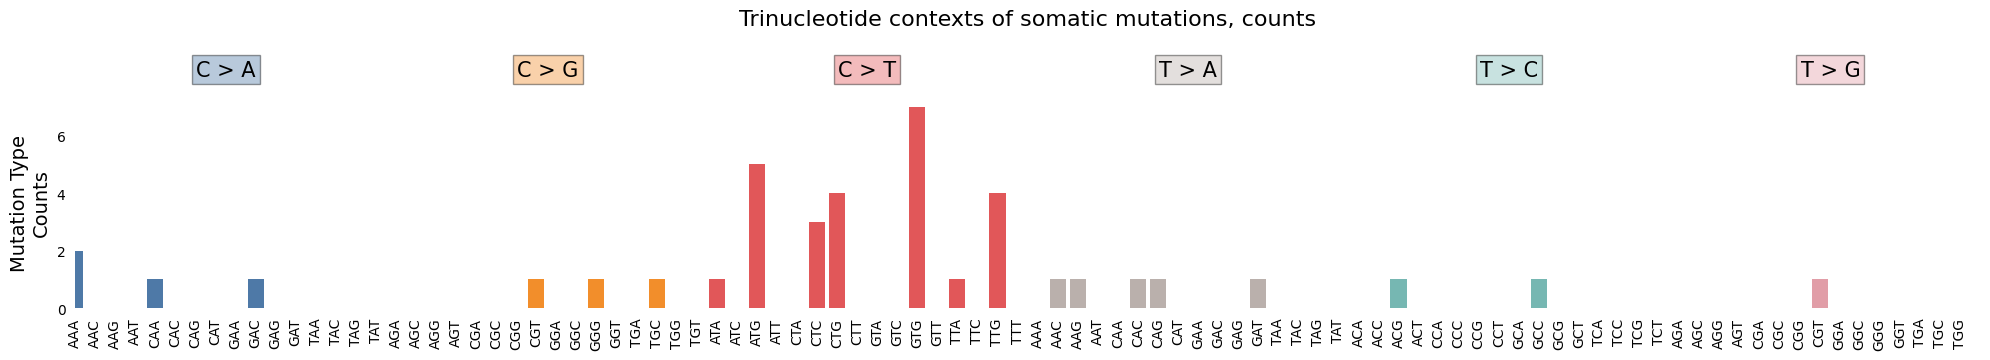 Trinucleotide contexts of somatic mutations, counts
C > A
C > G
C > T
T > A
T > C
T > G
Mutation Type
Counts
6
4
2
0
AAA AAC AAG AAT CAA CAC CAG CAT GAA GAC GAG GAT TAA TAC TAG TAT AGA AGC AGG AGT CGA CGC CGG CGT GGA GGC GGG GGT TGA TGC TGG TGT ATA ATC ATG ATT CTA CTC CTG CTT GTA GTC GTG GTT TTA TTC TTG TTT AAA AAC AAG AAT CAA CAC CAG CAT GAA GAC GAG GAT TAA TAC TAG TAT ACA ACC ACG ACT CCA CCC CCG CCT GCA GCC GCG GCT TCA TCC TCG TCT AGA AGC AGG AGT CGA CGC CGG CGT GGA GGC GGG GGT TGA TGC TGG